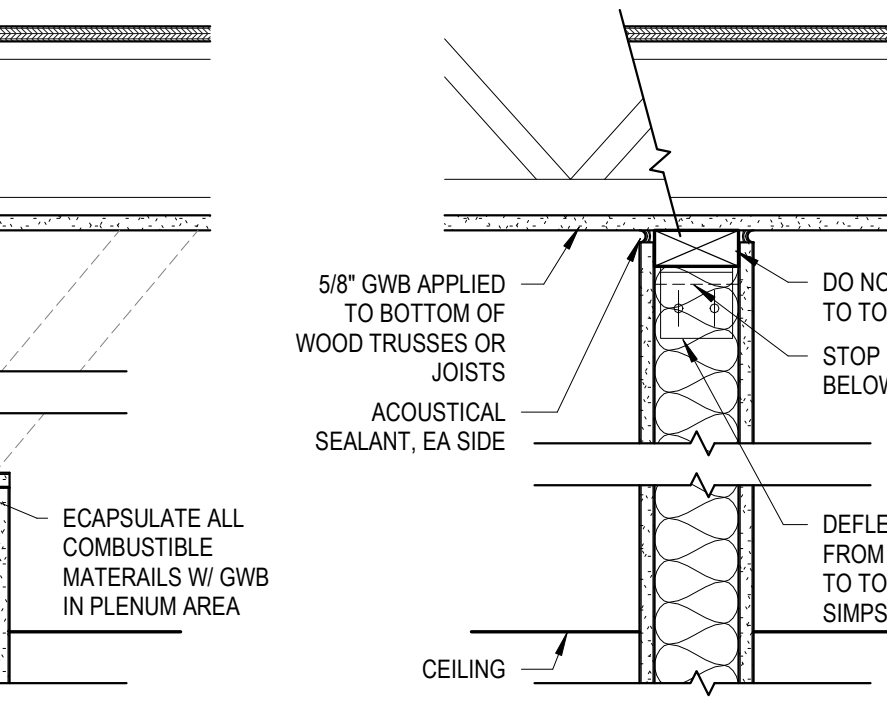 5/8" GWB APPLIED
TO BOTTOM OF
WOOD TRUSSES OR
JOISTS
ACOUSTICAL
SEALANT, EA SIDE
ECAPSULATE ALL
COMBUSTIBLE
MATERAILS W/ GWB
IN PLENUM AREA
CEILING
DO NO
TO TO
STOP
BELOW
DEFLE
FROM
TO TO
SIMPS